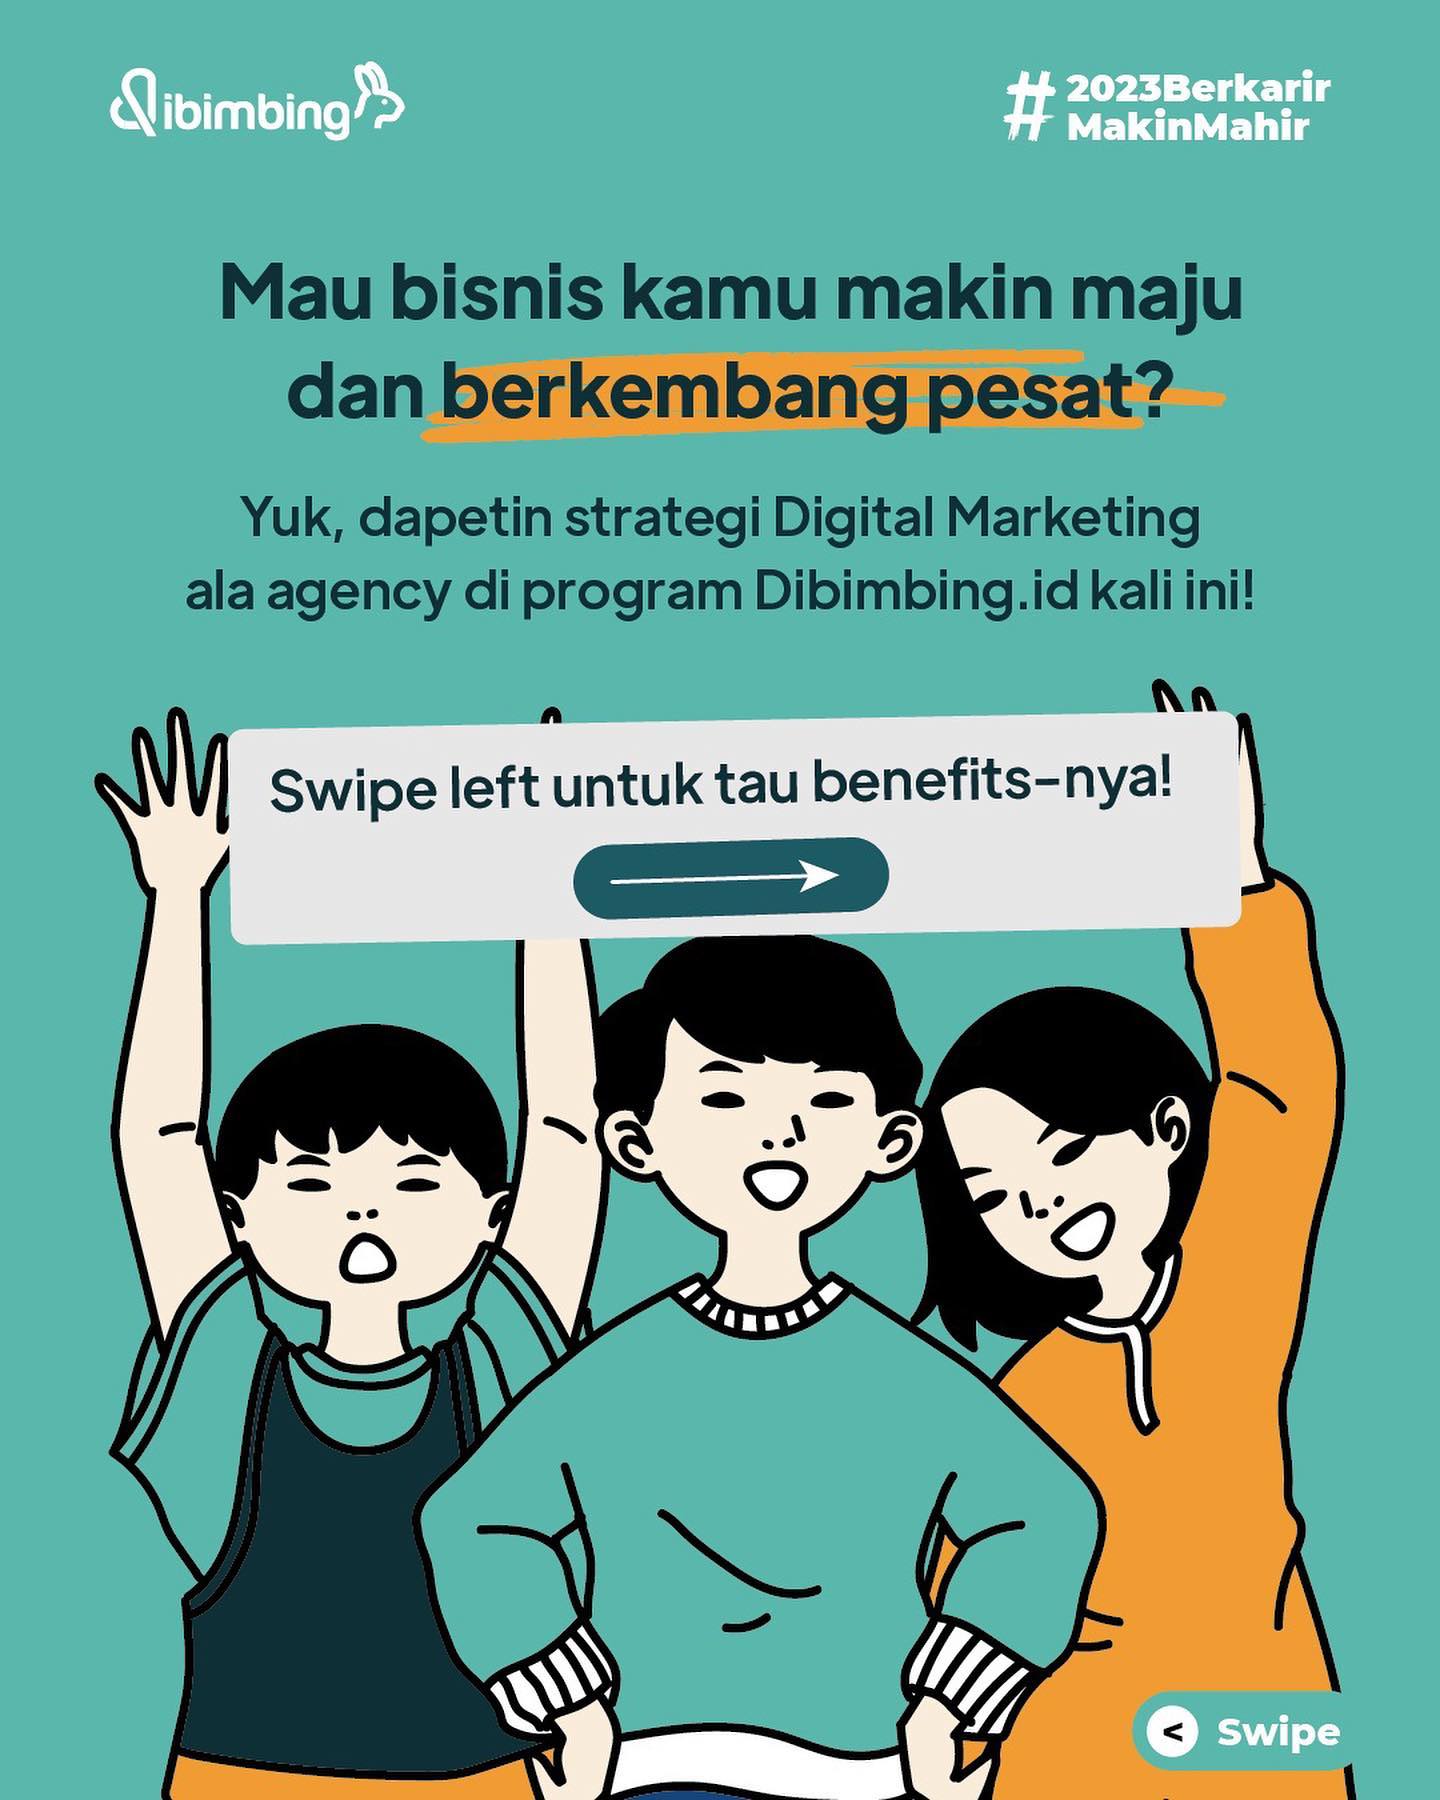 Dibimbing
#2023Berkarir
MakinMahir
Mau bisnis kamu makin maju
dan berkembang pesat?
Yuk, dapetin strategi Digital Marketing
ala agency di program Dibimbing.id kali ini!
Swipe left untuk tau benefits-nya!
< Swipe